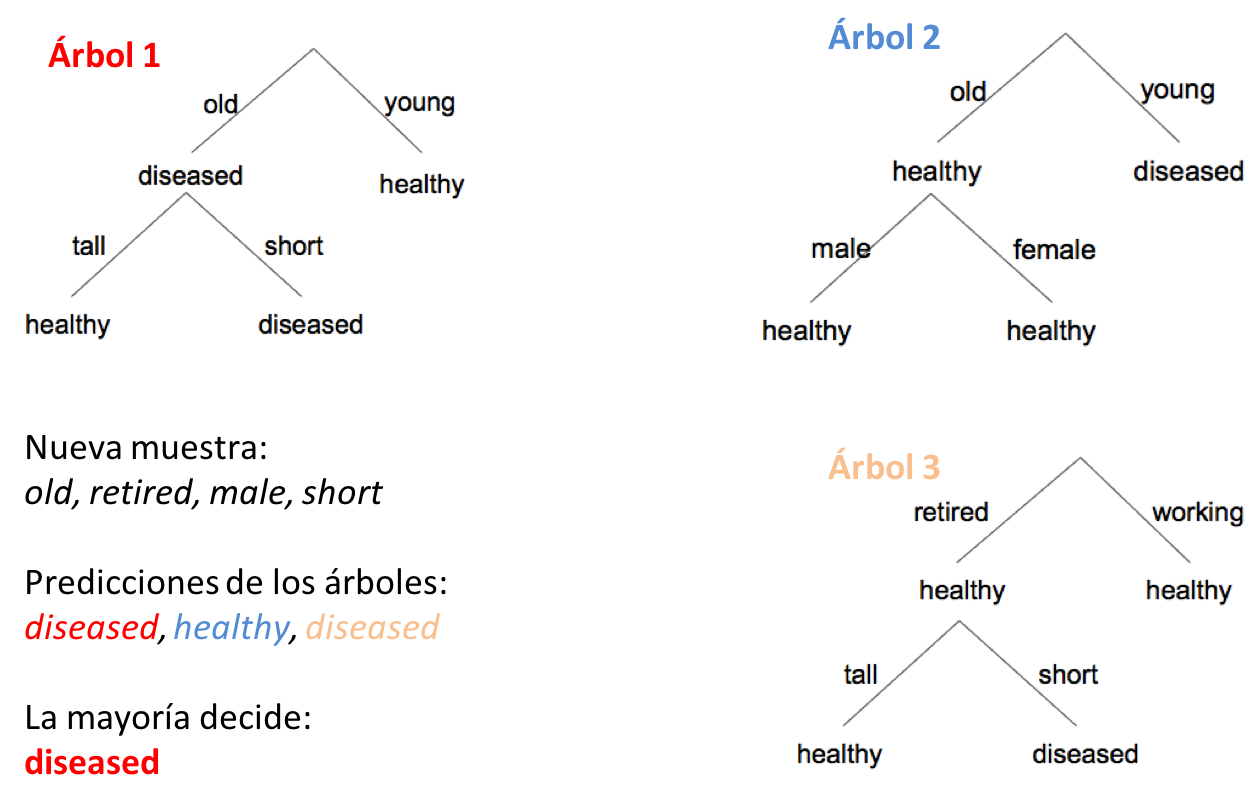 Árbol 1
old
young
diseased
healthy
tall
short
healthy
diseased
Árbol 2
old
young
healthy
diseased
male
female
healthy
healthy
Nueva muestra:
old, retired, male, short
Predicciones de los árboles:
diseased, healthy, diseased
La mayoría decide:
diseased
Árbol 3
retired
working
healthy
healthy
tall
short
healthy
diseased